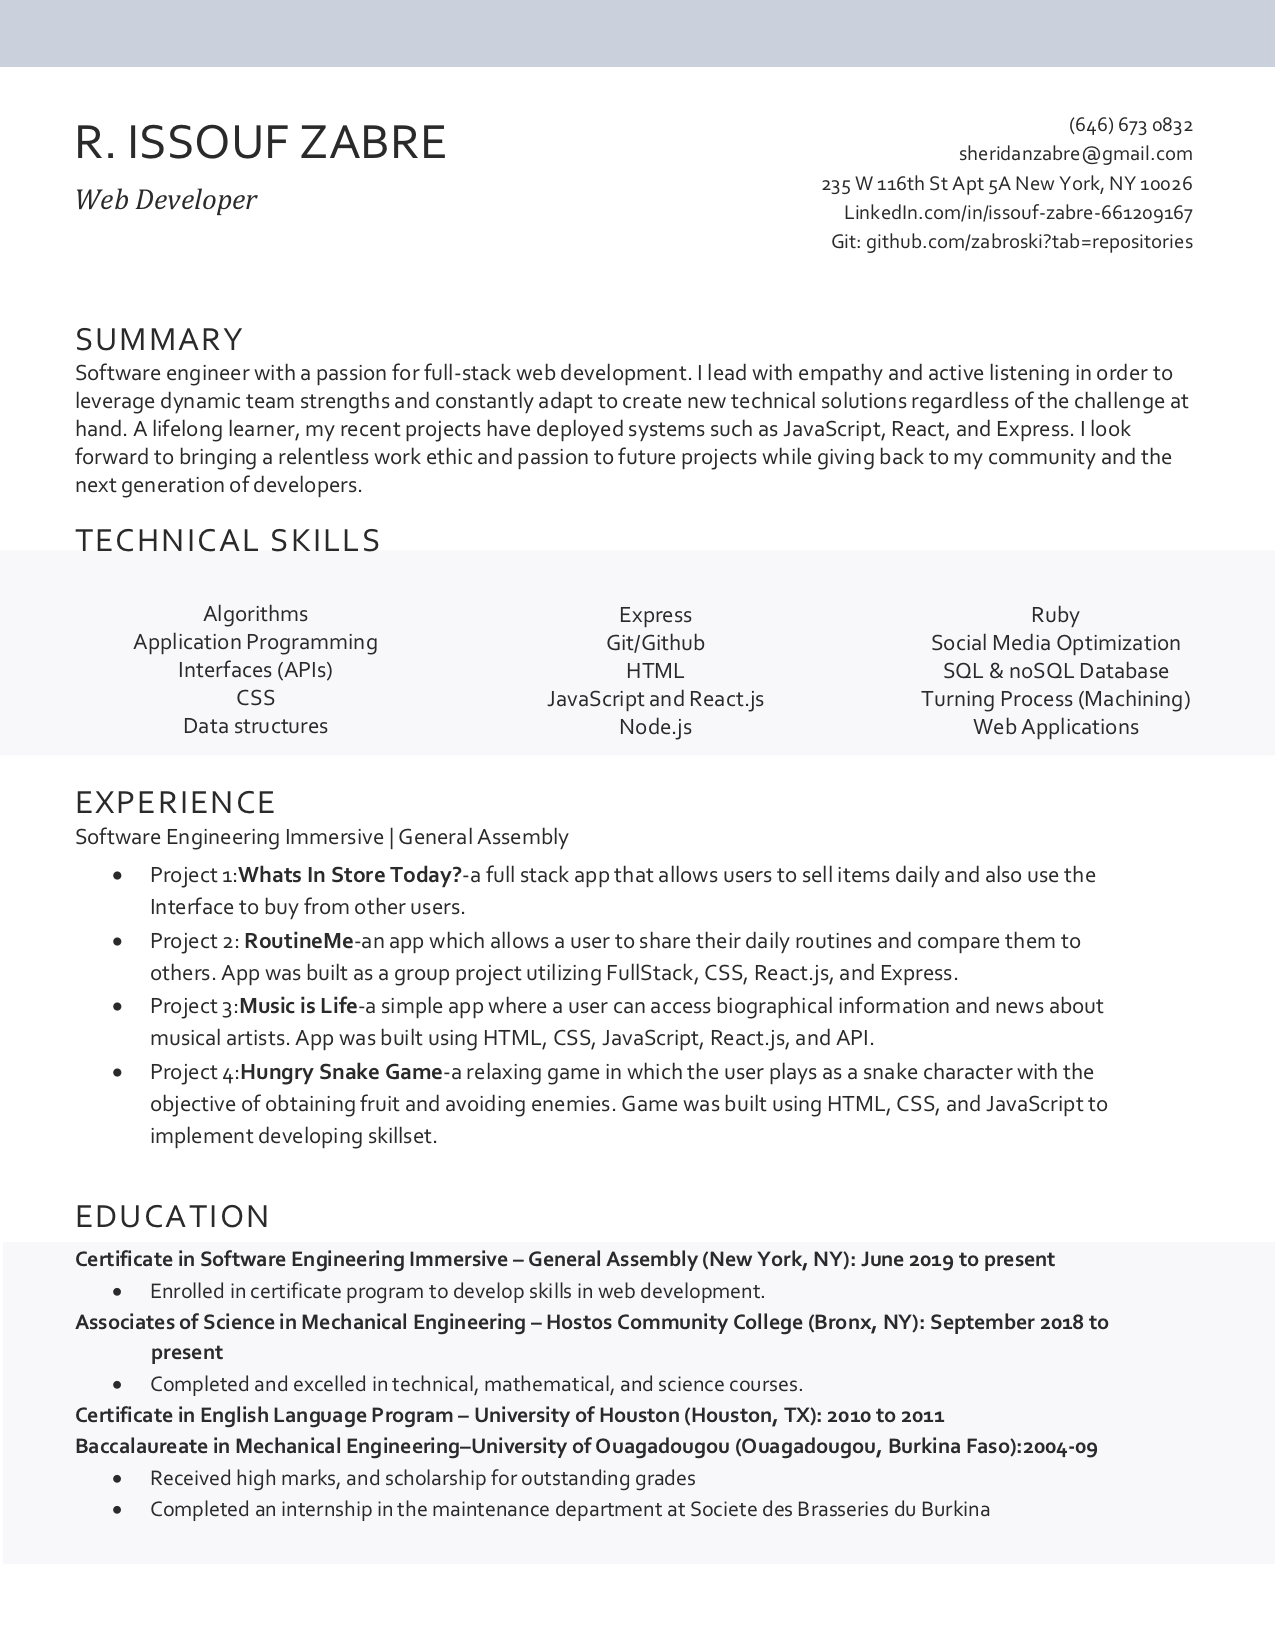 R. ISSOUF ZABRE
Web Developer
(646) 673 0832
sheridanzabre@gmail.com
235 W 116th St Apt 5A New York, NY 10026
LinkedIn.com/in/issouf-zabre-661209167
Git: github.com/zabroski?tab=repositories
SUMMARY
Software engineer with a passion for full-stack web development. I lead with empathy and active listening in order to
leverage dynamic team strengths and constantly adapt to create new technical solutions regardless of the challenge at
hand. A lifelong learner, my recent projects have deployed systems such as JavaScript, React, and Express. I look
forward to bringing a relentless work ethic and passion to future projects while giving back to my community and the
next generation of developers.
TECHNICAL SKILLS
Algorithms
Application Programming
Interfaces (APIs)
CSS
Data structures
Express
Git/Github
HTML
JavaScript and React.js
Node.js
Ruby
Social Media Optimization
SQL & noSQL Database
Turning Process (Machining)
Web Applications
EXPERIENCE
Software Engineering Immersive | General Assembly
• Project 1:Whats In Store Today?-a full stack app that allows users to sell items daily and also use the
Interface to buy from other users.
• Project 2: RoutineMe-an app which allows a user to share their daily routines and compare them to
others. App was built as a group project utilizing FullStack, CSS, React.js, and Express.
• Project 3:Music is Life-a simple app where a user can access biographical information and news about
musical artists. App was built using HTML, CSS, JavaScript, React.js, and API.
• Project 4:Hungry Snake Game-a relaxing game in which the user plays as a snake character with the
objective of obtaining fruit and avoiding enemies. Game was built using HTML, CSS, and JavaScript to
implement developing skillset.
EDUCATION
Certificate in Software Engineering Immersive – General Assembly (New York, NY): June 2019 to present
• Enrolled in certificate program to develop skills in web development.
Associates of Science in Mechanical Engineering – Hostos Community College (Bronx, NY): September 2018 to
present
• Completed and excelled in technical, mathematical, and science courses.
Certificate in English Language Program – University of Houston (Houston, TX): 2010 to 2011
Baccalaureate in Mechanical Engineering–University of Ouagadougou (Ouagadougou, Burkina Faso):2004-09
• Received high marks, and scholarship for outstanding grades
• Completed an internship in the maintenance department at Societe des Brasseries du Burkina